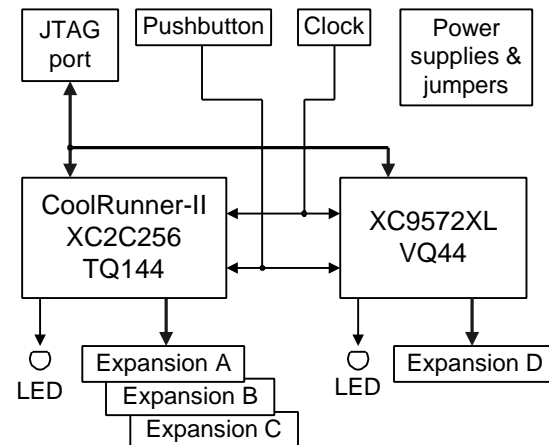 JTAG
port
Pushbutton
Clock
Power
supplies &
jumpers
CoolRunner-II
XC2C256
TQ144
XC9572XL
VQ44
LED
Expansion A
Expansion B
Expansion C
LED
Expansion D